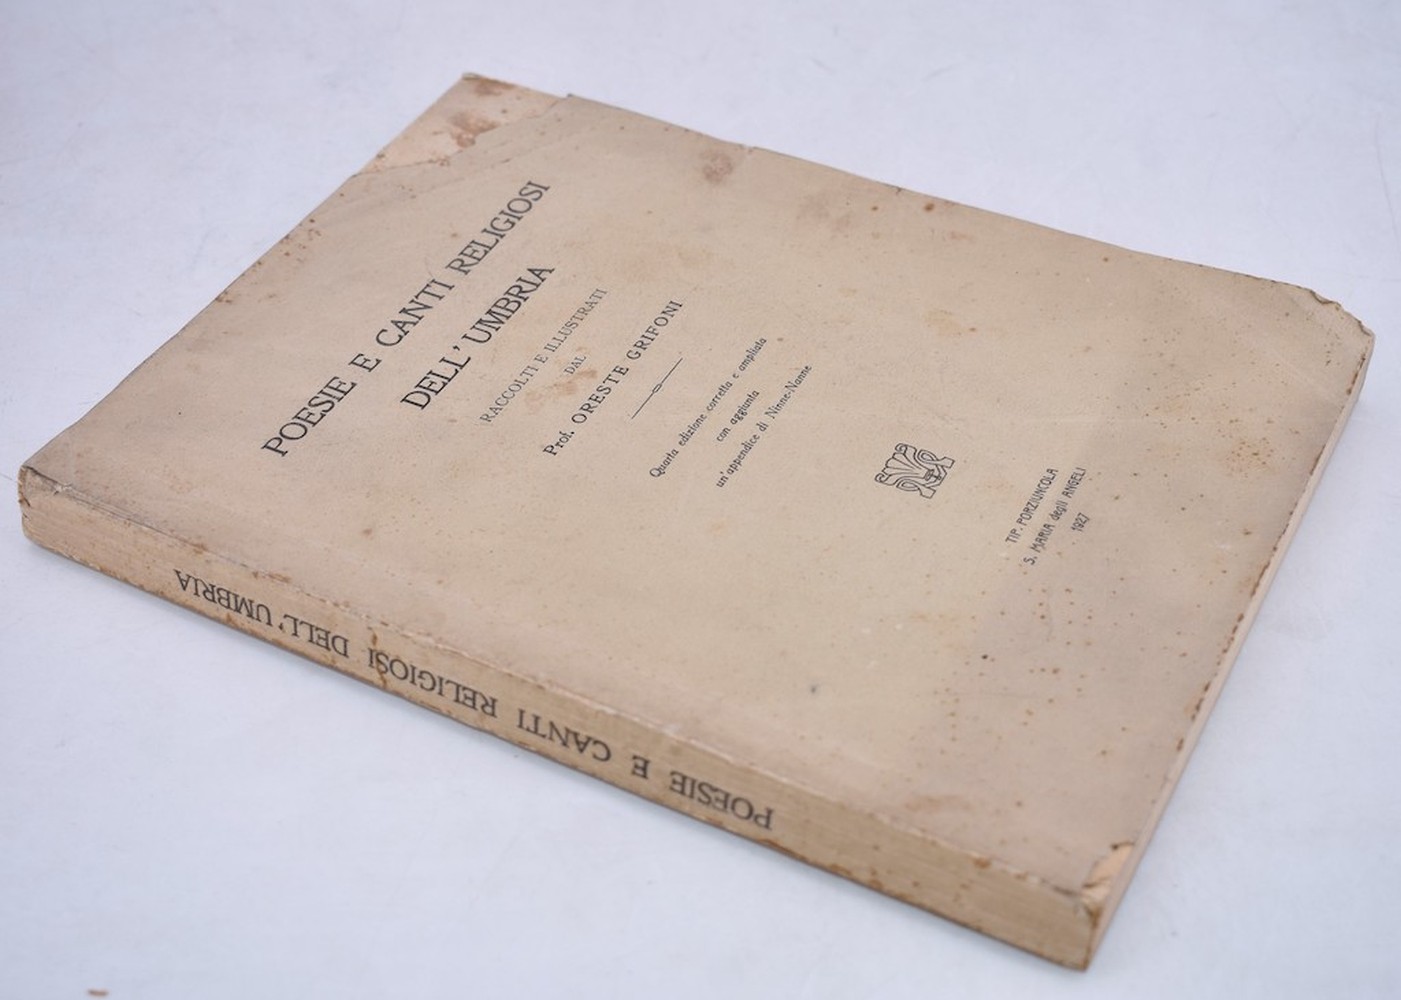 POESIE E CANTI RELIGIOSI
DELL' UMBRIA
RACCOLTI E ILLUSTRATI
DAL
Prof. ORESTE GRIFONI
Quarta edizione corretta e ampliata
con aggiunta
un'appendice di Ninne-Nanne
TIP. PORZIUNCOLA
S. MARIA degli ANGELI
1927
POESIE E CANTI RELIGIOSI DELL' UMBRIA